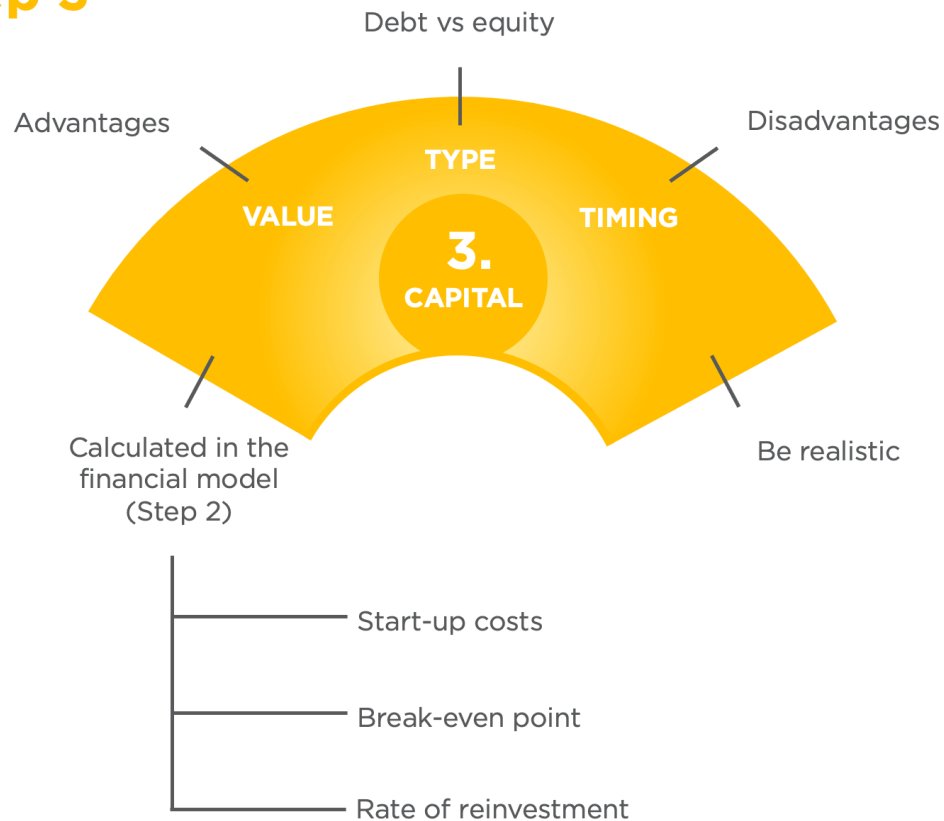 Debt vs equity
Advantages
Disadvantages
TYPE
VALUE
TIMING
3.
CAPITAL
Calculated in the
financial model
(Step 2)
Be realistic
Start-up costs
Break-even point
Rate of reinvestment